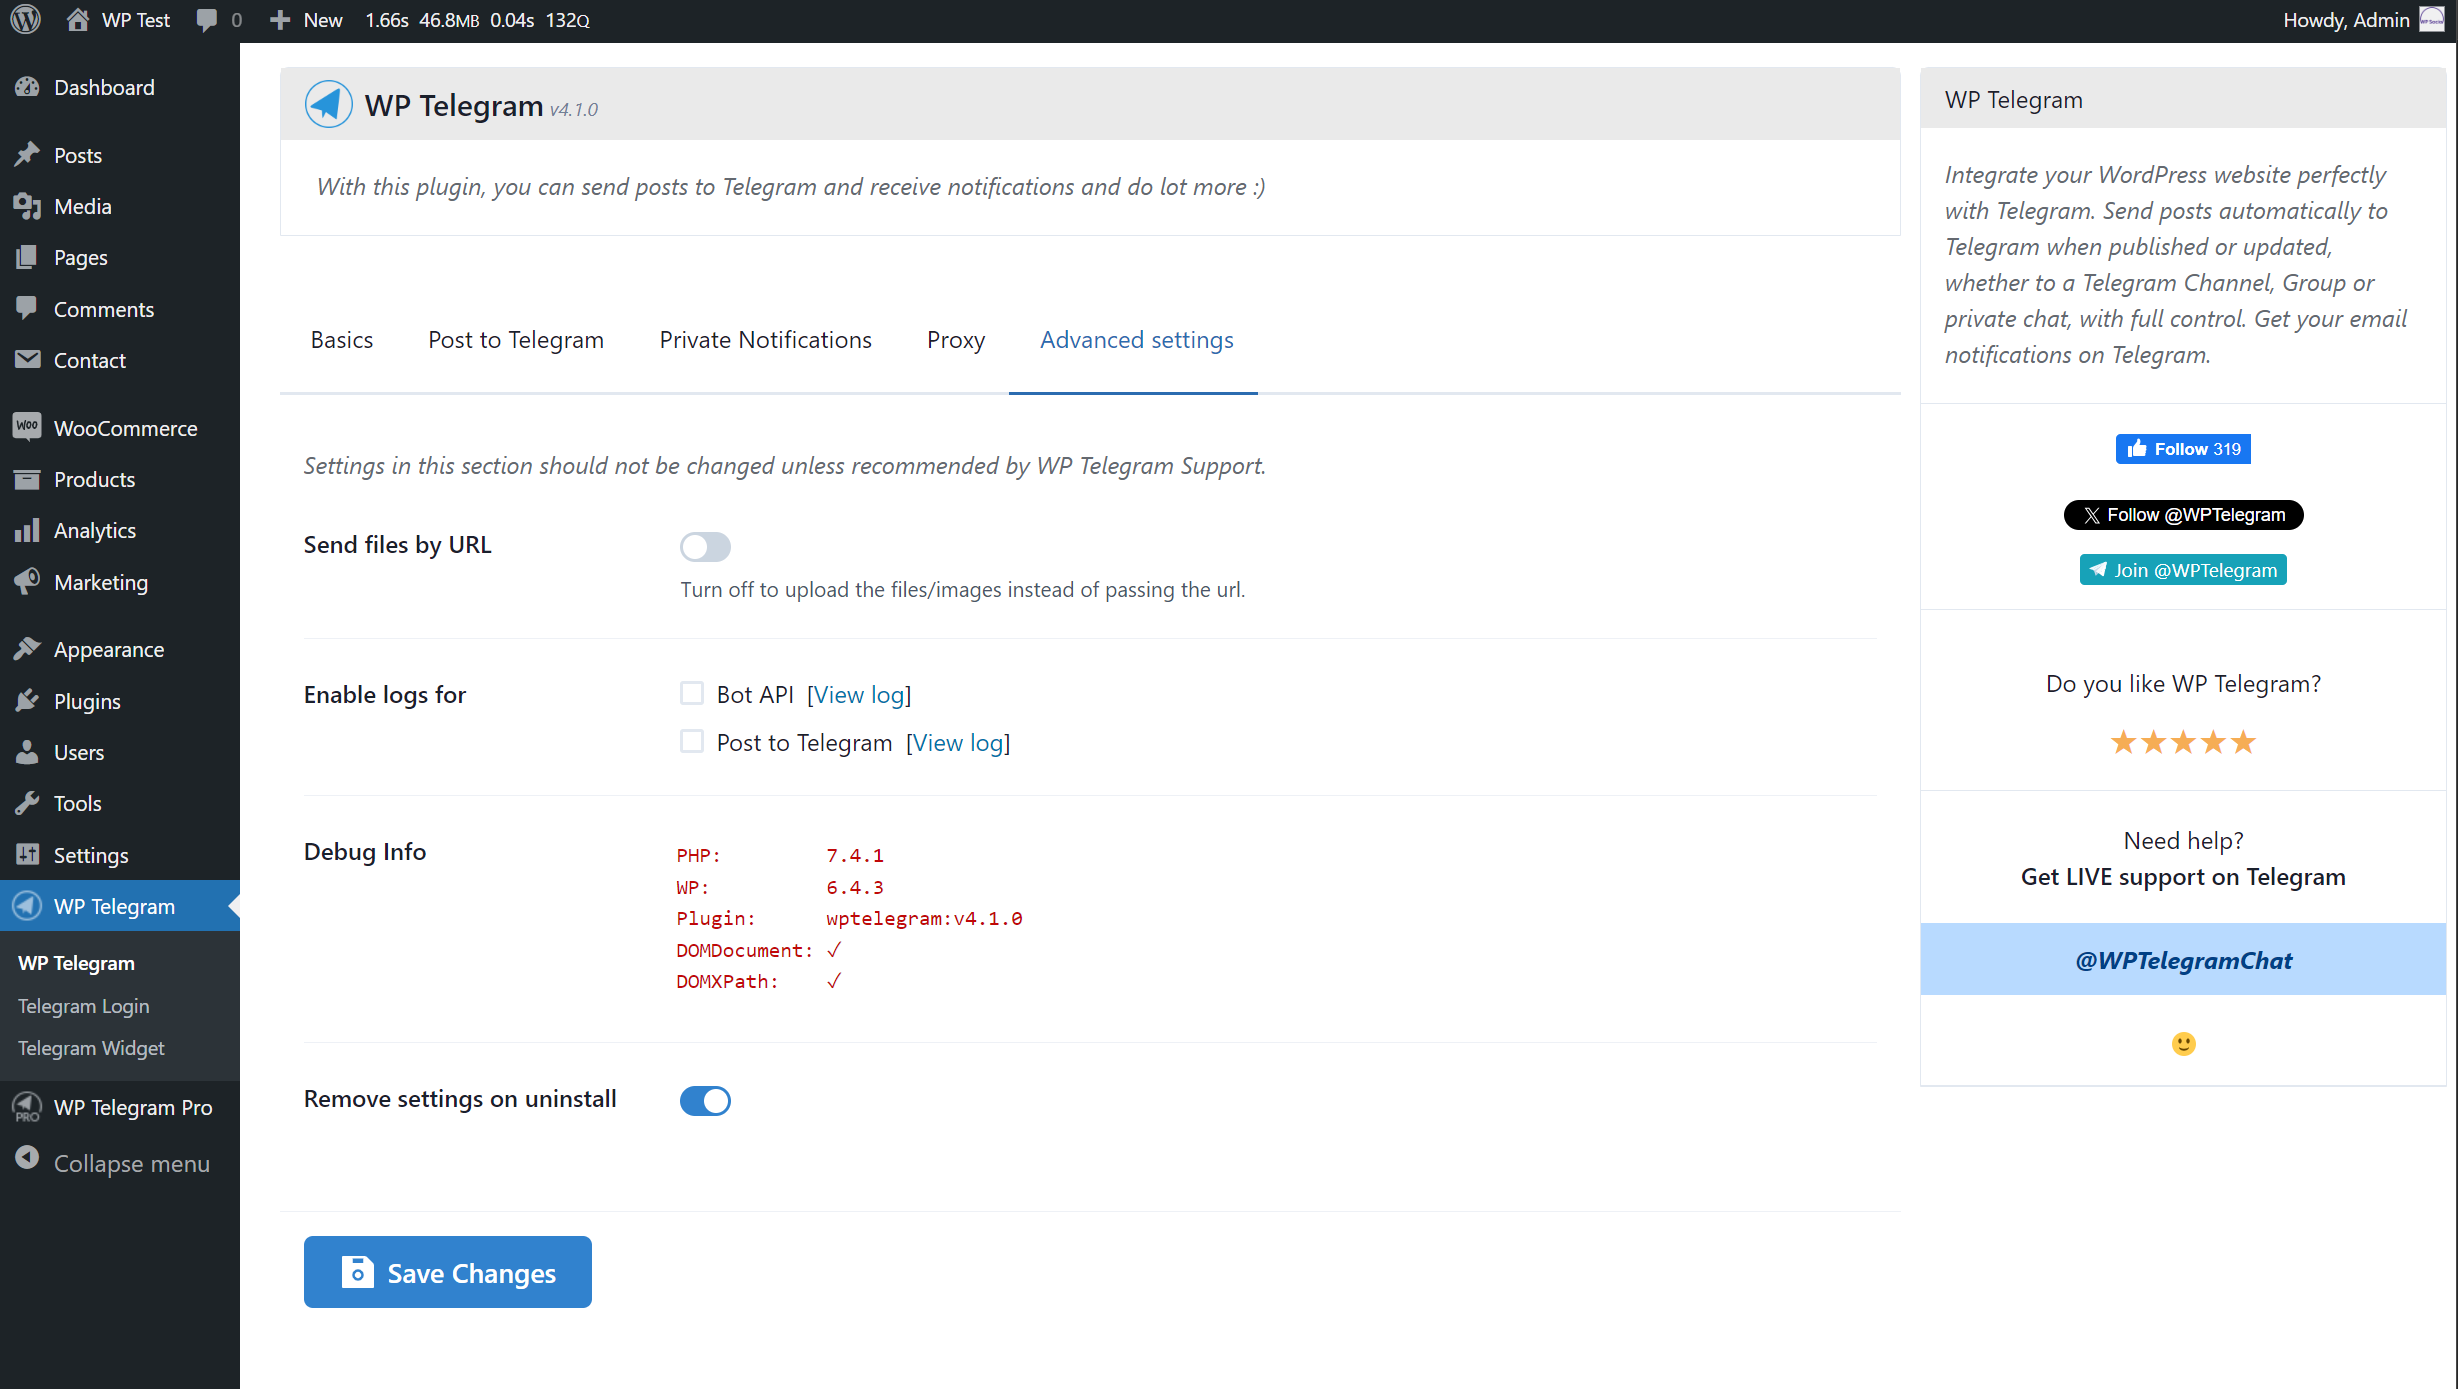 WP Test 0 New 1.66s 46.8MB 0.04s 132Q Howdy, Admin
Dashboard
Posts
Media
Pages
Comments
Contact
WooCommerce
Products
Analytics
Marketing
Appearance
Plugins
Users
Tools
Settings
WP Telegram
WP Telegram
Telegram Login
Telegram Widget
WP Telegram Pro
Collapse menu
WP Telegram v4.1.0
With this plugin, you can send posts to Telegram and receive notifications and do lot more :)
Basics Post to Telegram Private Notifications Proxy Advanced settings
Settings in this section should not be changed unless recommended by WP Telegram Support.
Send files by URL
Turn off to upload the files/images instead of passing the url.
Enable logs for
Bot API [View log]
Post to Telegram [View log]
Debug Info
PHP: 7.4.1
WP: 6.4.3
Plugin: wptelegram:v4.1.0
DOMDocument: ✓
DOMXPath: ✓
Remove settings on uninstall
Save Changes
WP Telegram
Integrate your WordPress website perfectly
with Telegram. Send posts automatically to
Telegram when published or updated,
whether to a Telegram Channel, Group or
private chat, with full control. Get your email
notifications on Telegram.
Follow 319
Follow @WPTelegram
Join @WPTelegram
Do you like WP Telegram?
Need help?
Get LIVE support on Telegram
@WPTelegramChat